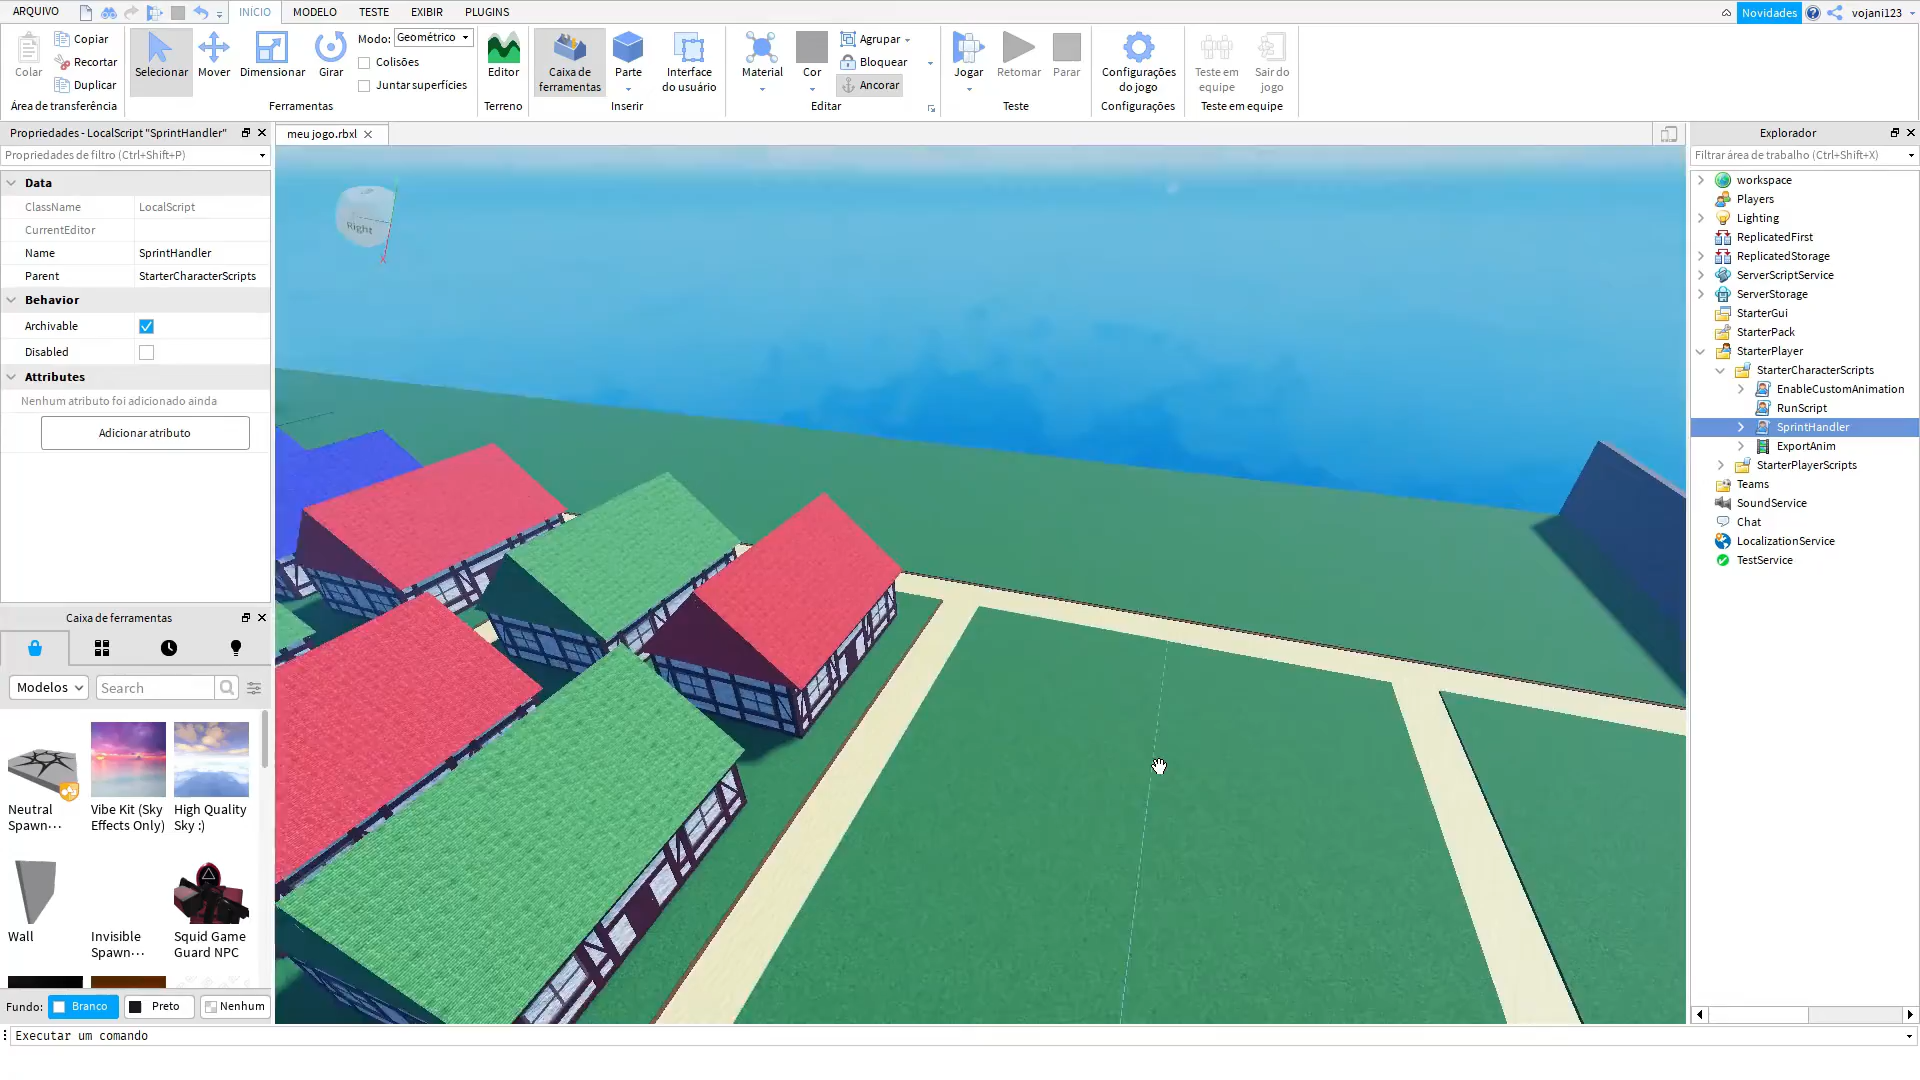 ARQUIVO
INÍCIO
MODELO
TESTE
EXIBIR
PLUGINS
Novidades
vojani123
Colar
Copiar
Recortar
Duplicar
Área de transferência
Selecionar
Mover
Dimensionar
Girar
Modo: Geométrico
Colisões
Juntar superfícies
Ferramentas
Editor
Terreno
Caixa de
ferramentas
Parte
Interface
do usuário
Inserir
Material
Cor
Agrupar
Bloquear
Ancorar
Editar
Jogar
Retomar
Parar
Teste
Configurações
do jogo
Configurações
Teste em
equipe
Sair do
jogo
Teste em equipe
Propriedades - LocalScript "SprintHandler"
Propriedades de filtro (Ctrl+Shift+P)
Data
ClassName LocalScript
CurrentEditor
Name SprintHandler
Parent StarterCharacterScripts
Behavior
Archivable
Disabled
Attributes
Nenhum atributo foi adicionado ainda
Adicionar atributo
Caixa de ferramentas
Modelos
Search
Neutral
Spawn...
Vibe Kit (Sky
Effects Only)
High Quality
Sky :)
Wall
Invisible
Spawn...
Squid Game
Guard NPC
Fundo: Branco Preto Nenhum
Executar um comando
meu jogo.rbxl
Right
X
Explorador
Filtrar área de trabalho (Ctrl+Shift+X)
workspace
Players
Lighting
ReplicatedFirst
ReplicatedStorage
ServerScriptService
ServerStorage
StarterGui
StarterPack
StarterPlayer
StarterCharacterScripts
EnableCustomAnimation
RunScript
SprintHandler
ExportAnim
StarterPlayerScripts
Teams
SoundService
Chat
LocalizationService
TestService